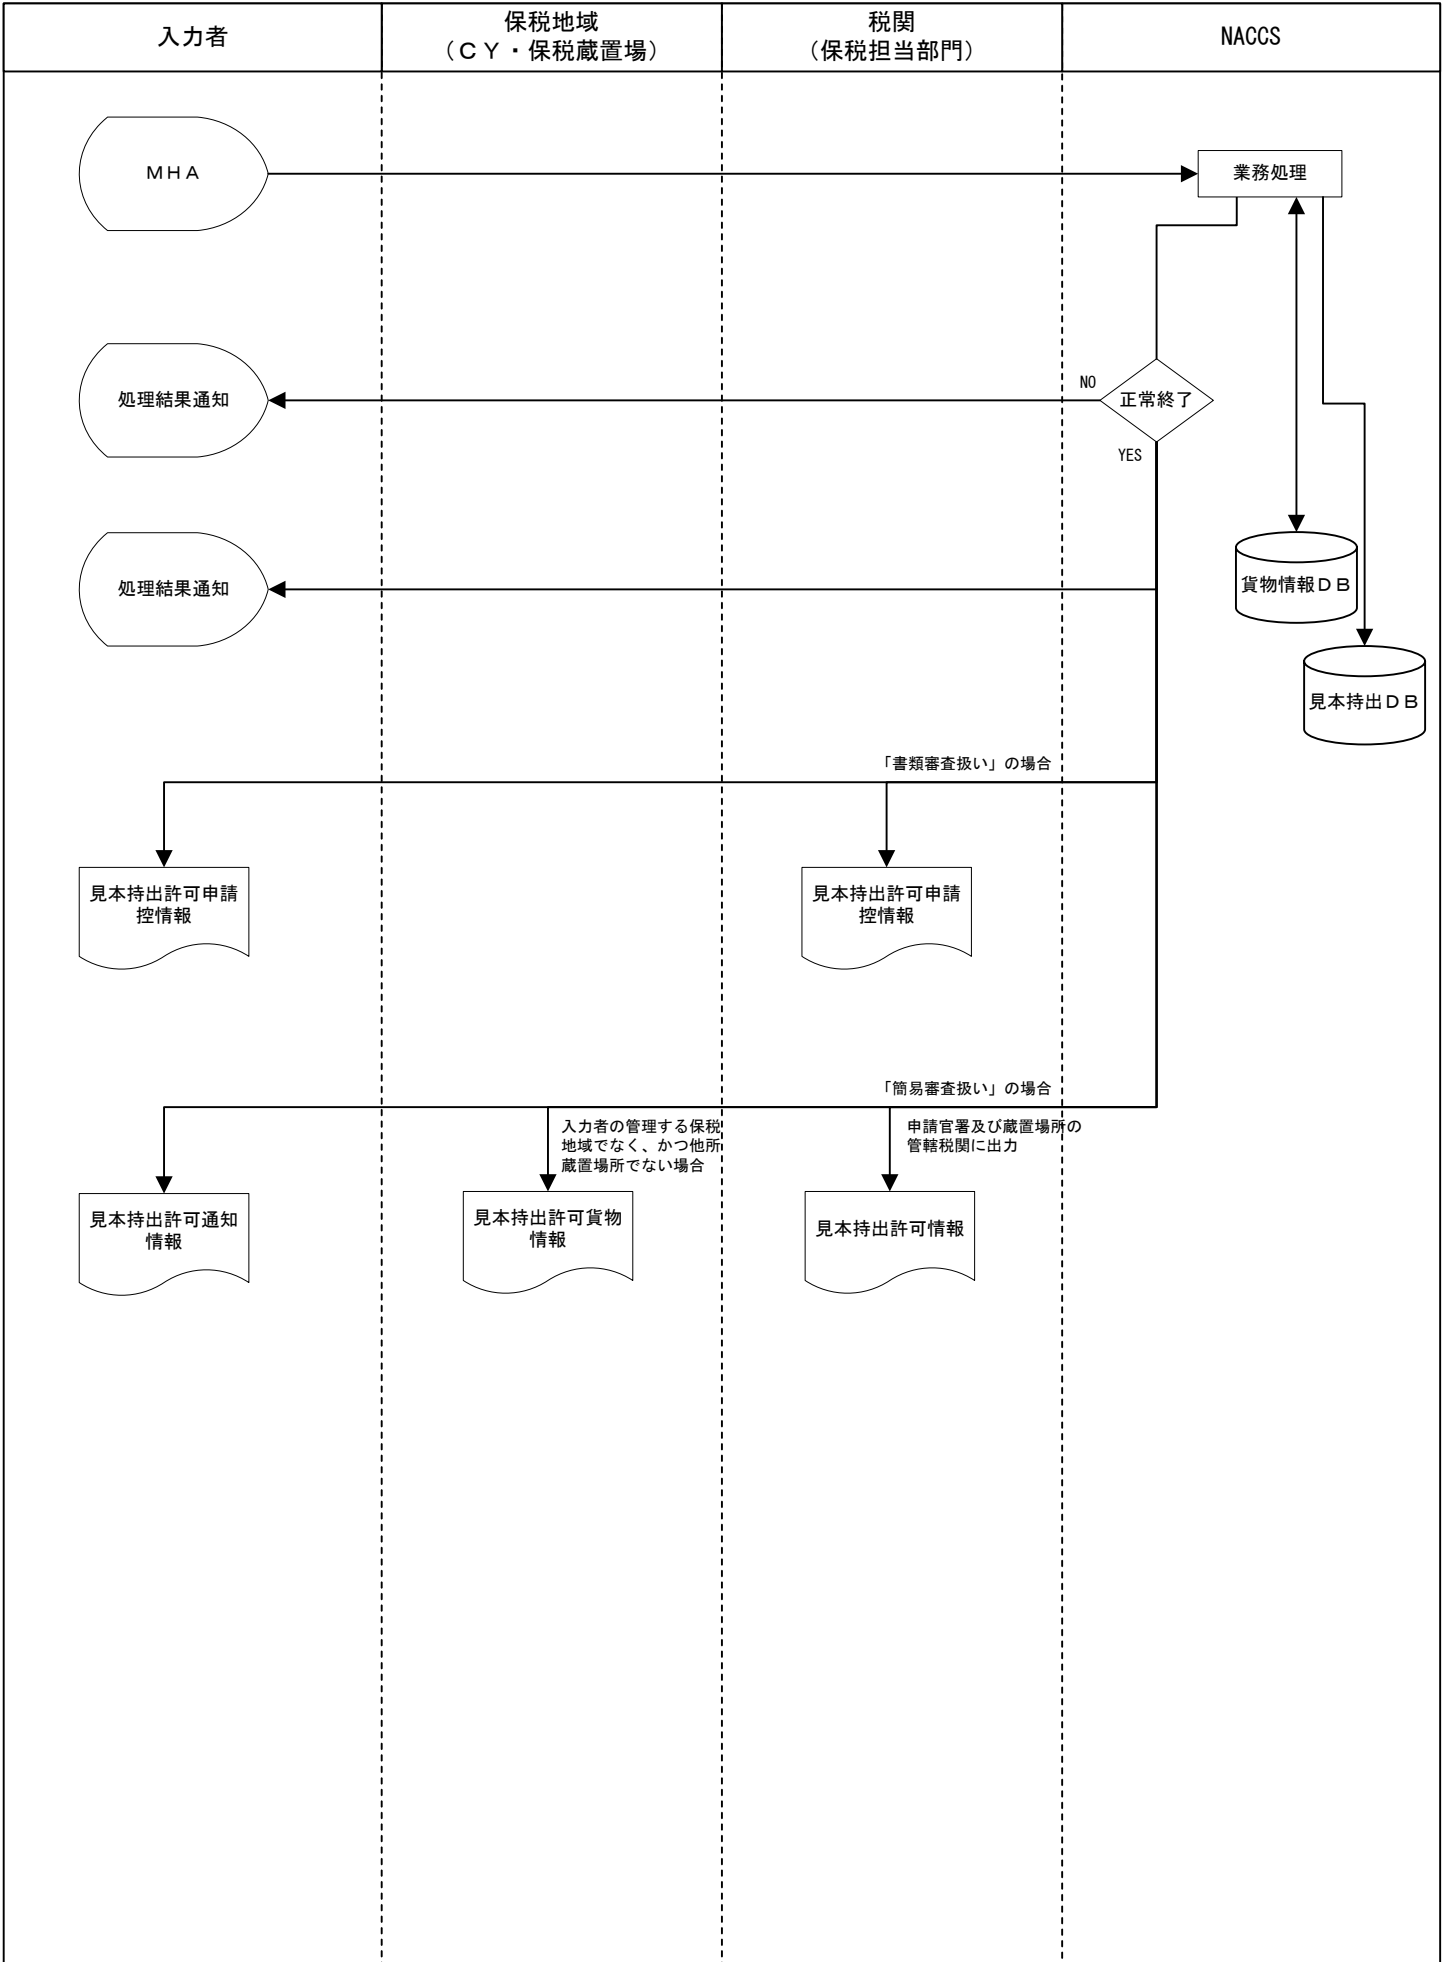 入力者
保税地域
（ＣＹ・保税蔵置場）
税関
（保税担当部門）
NACCS
ＭＨＡ
業務処理
処理結果通知
NO
正常終了
YES
処理結果通知
貨物情報ＤＢ
見本持出ＤＢ
「書類審査扱い」の場合
見本持出許可申請
控情報
見本持出許可申請
控情報
「簡易審査扱い」の場合
入力者の管理する保税
地域でなく、かつ他所
蔵置場所でない場合
申請官署及び蔵置場所の
管轄税関に出力
見本持出許可通知
情報
見本持出許可貨物
情報
見本持出許可情報